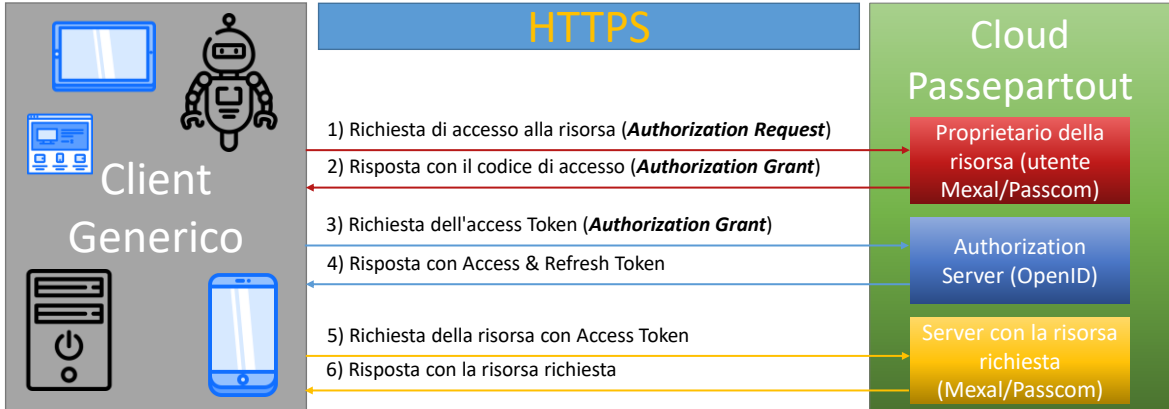 HTTPS
Client
Generico
Cloud
Passepartout
1) Richiesta di accesso alla risorsa (Authorization Request)
2) Risposta con il codice di accesso (Authorization Grant)
Proprietario della
risorsa (utente
Mexal/Passcom)
3) Richiesta dell'access Token (Authorization Grant)
4) Risposta con Access & Refresh Token
Authorization
Server (OpenID)
5) Richiesta della risorsa con Access Token
6) Risposta con la risorsa richiesta
Server con la risorsa
richiesta
(Mexal/Passcom)